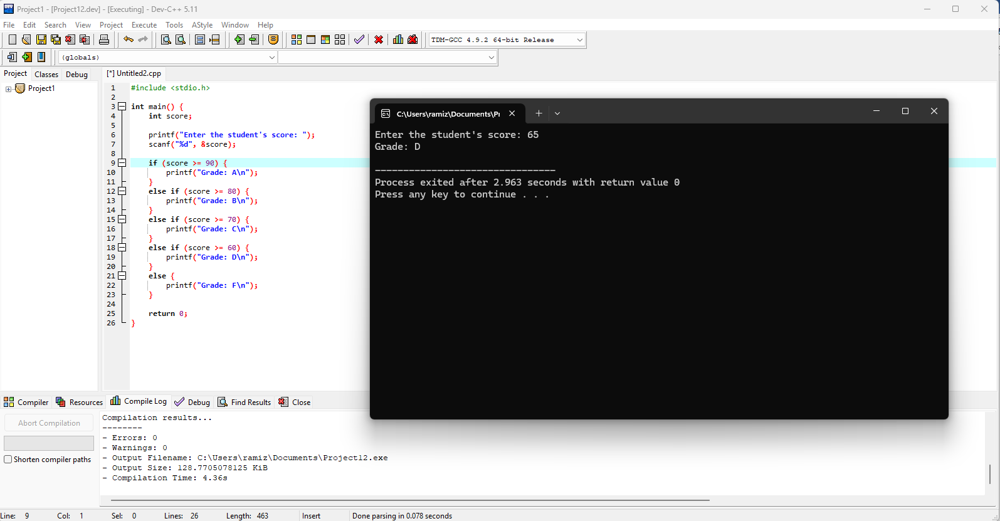 Project1 - [Project12.dev] - [Executing] - Dev-C++ 5.11
File Edit Search View Project Execute Tools AStyle Window Help
TDM-GCC 4.9.2 64-bit Release
(globals)
Project Classes Debug
Project1
[*] Untitled2.cpp
1 #include <stdio.h>
2
3 int main() {
4 int score;
5
6 printf("Enter the student's score: ");
7 scanf("%d", &score);
8
9 if (score >= 90) {
10 printf("Grade: A\n");
11 }
12 else if (score >= 80) {
13 printf("Grade: B\n");
14 }
15 else if (score >= 70) {
16 printf("Grade: C\n");
17 }
18 else if (score >= 60) {
19 printf("Grade: D\n");
20 }
21 else {
22 printf("Grade: F\n");
23 }
24
25 return 0;
26 }
C:\Users\ramiz\Documents\Pr
Enter the student's score: 65
Grade: D
--------------------------------
Process exited after 2.963 seconds with return value 0
Press any key to continue . . .
Compiler Resources Compile Log Debug Find Results Close
Abort Compilation
Shorten compiler paths
Compilation results...
--------
- Errors: 0
- Warnings: 0
- Output Filename: C:\Users\ramiz\Documents\Project12.exe
- Output Size: 128.7705078125 KiB
- Compilation Time: 4.36s
Line: 9 Col: 1 Sel: 0 Lines: 26 Length: 463 Insert Done parsing in 0.078 seconds